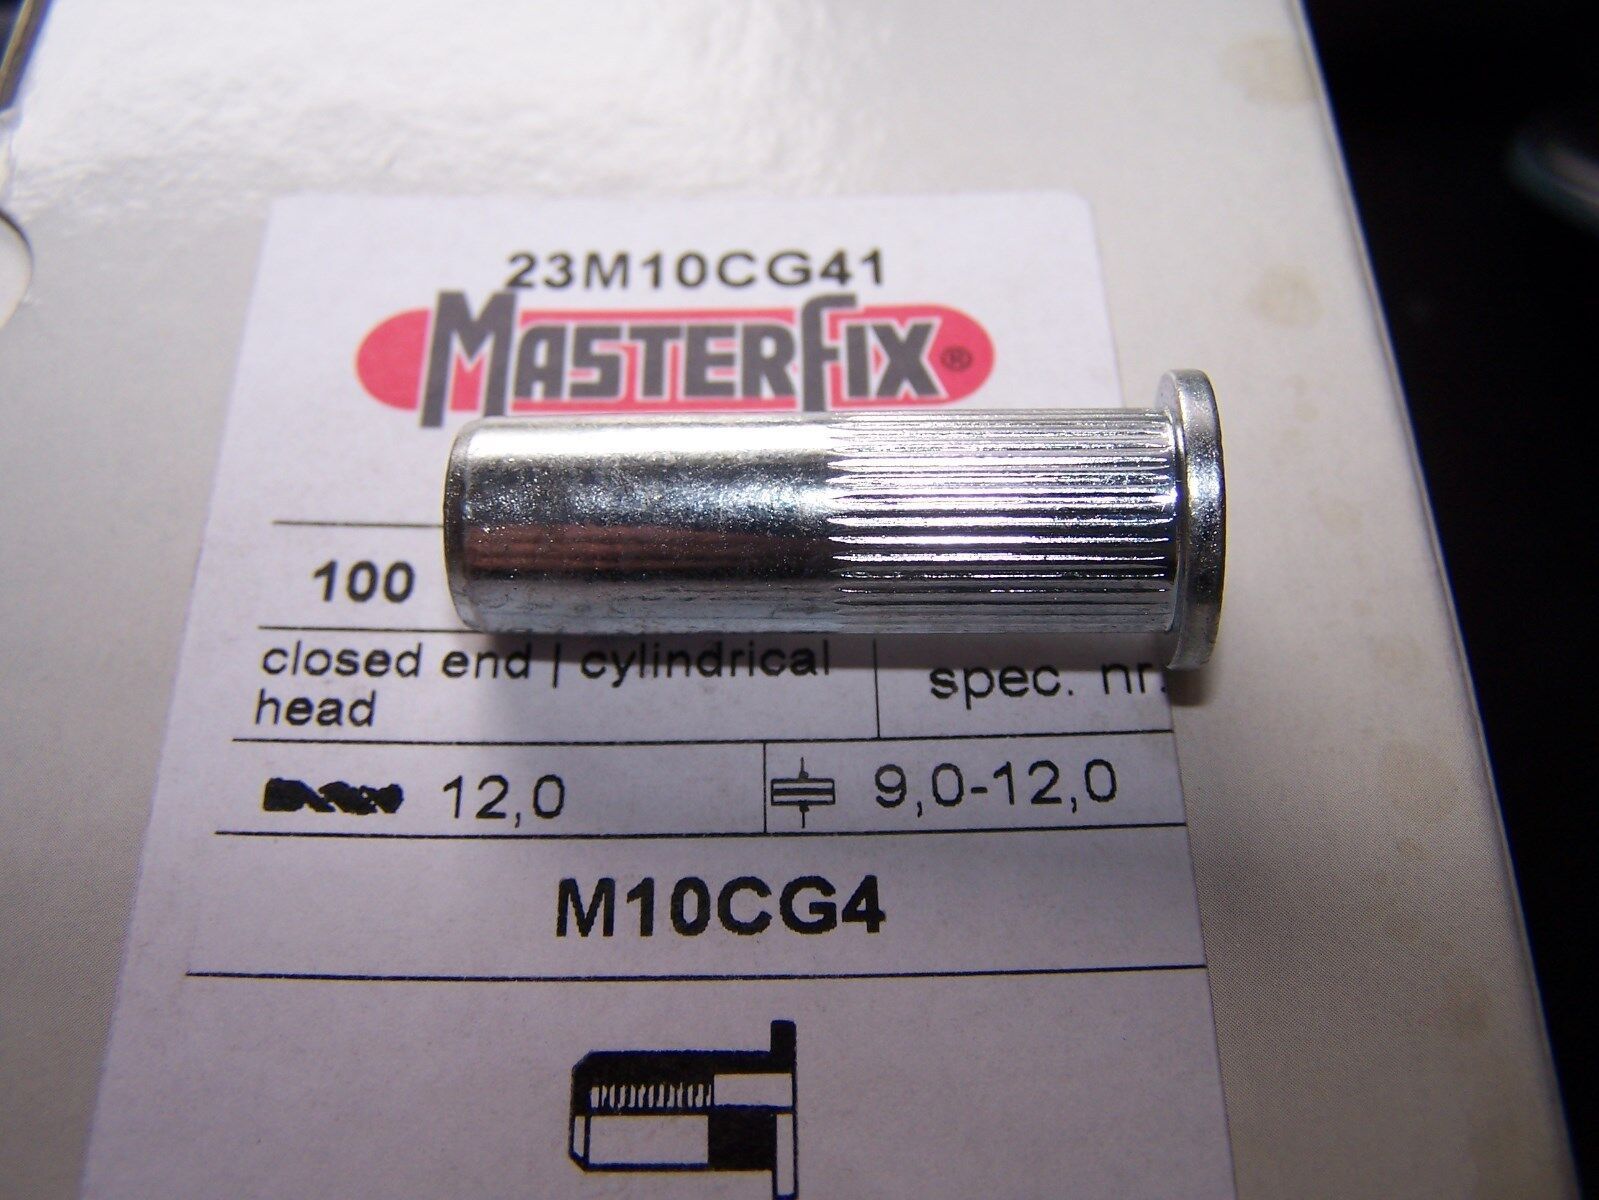 23M10CG41
MASTERFIX®
100
closed end | cylindrical
head
spec. nr.
12,0
9,0-12,0
M10CG4